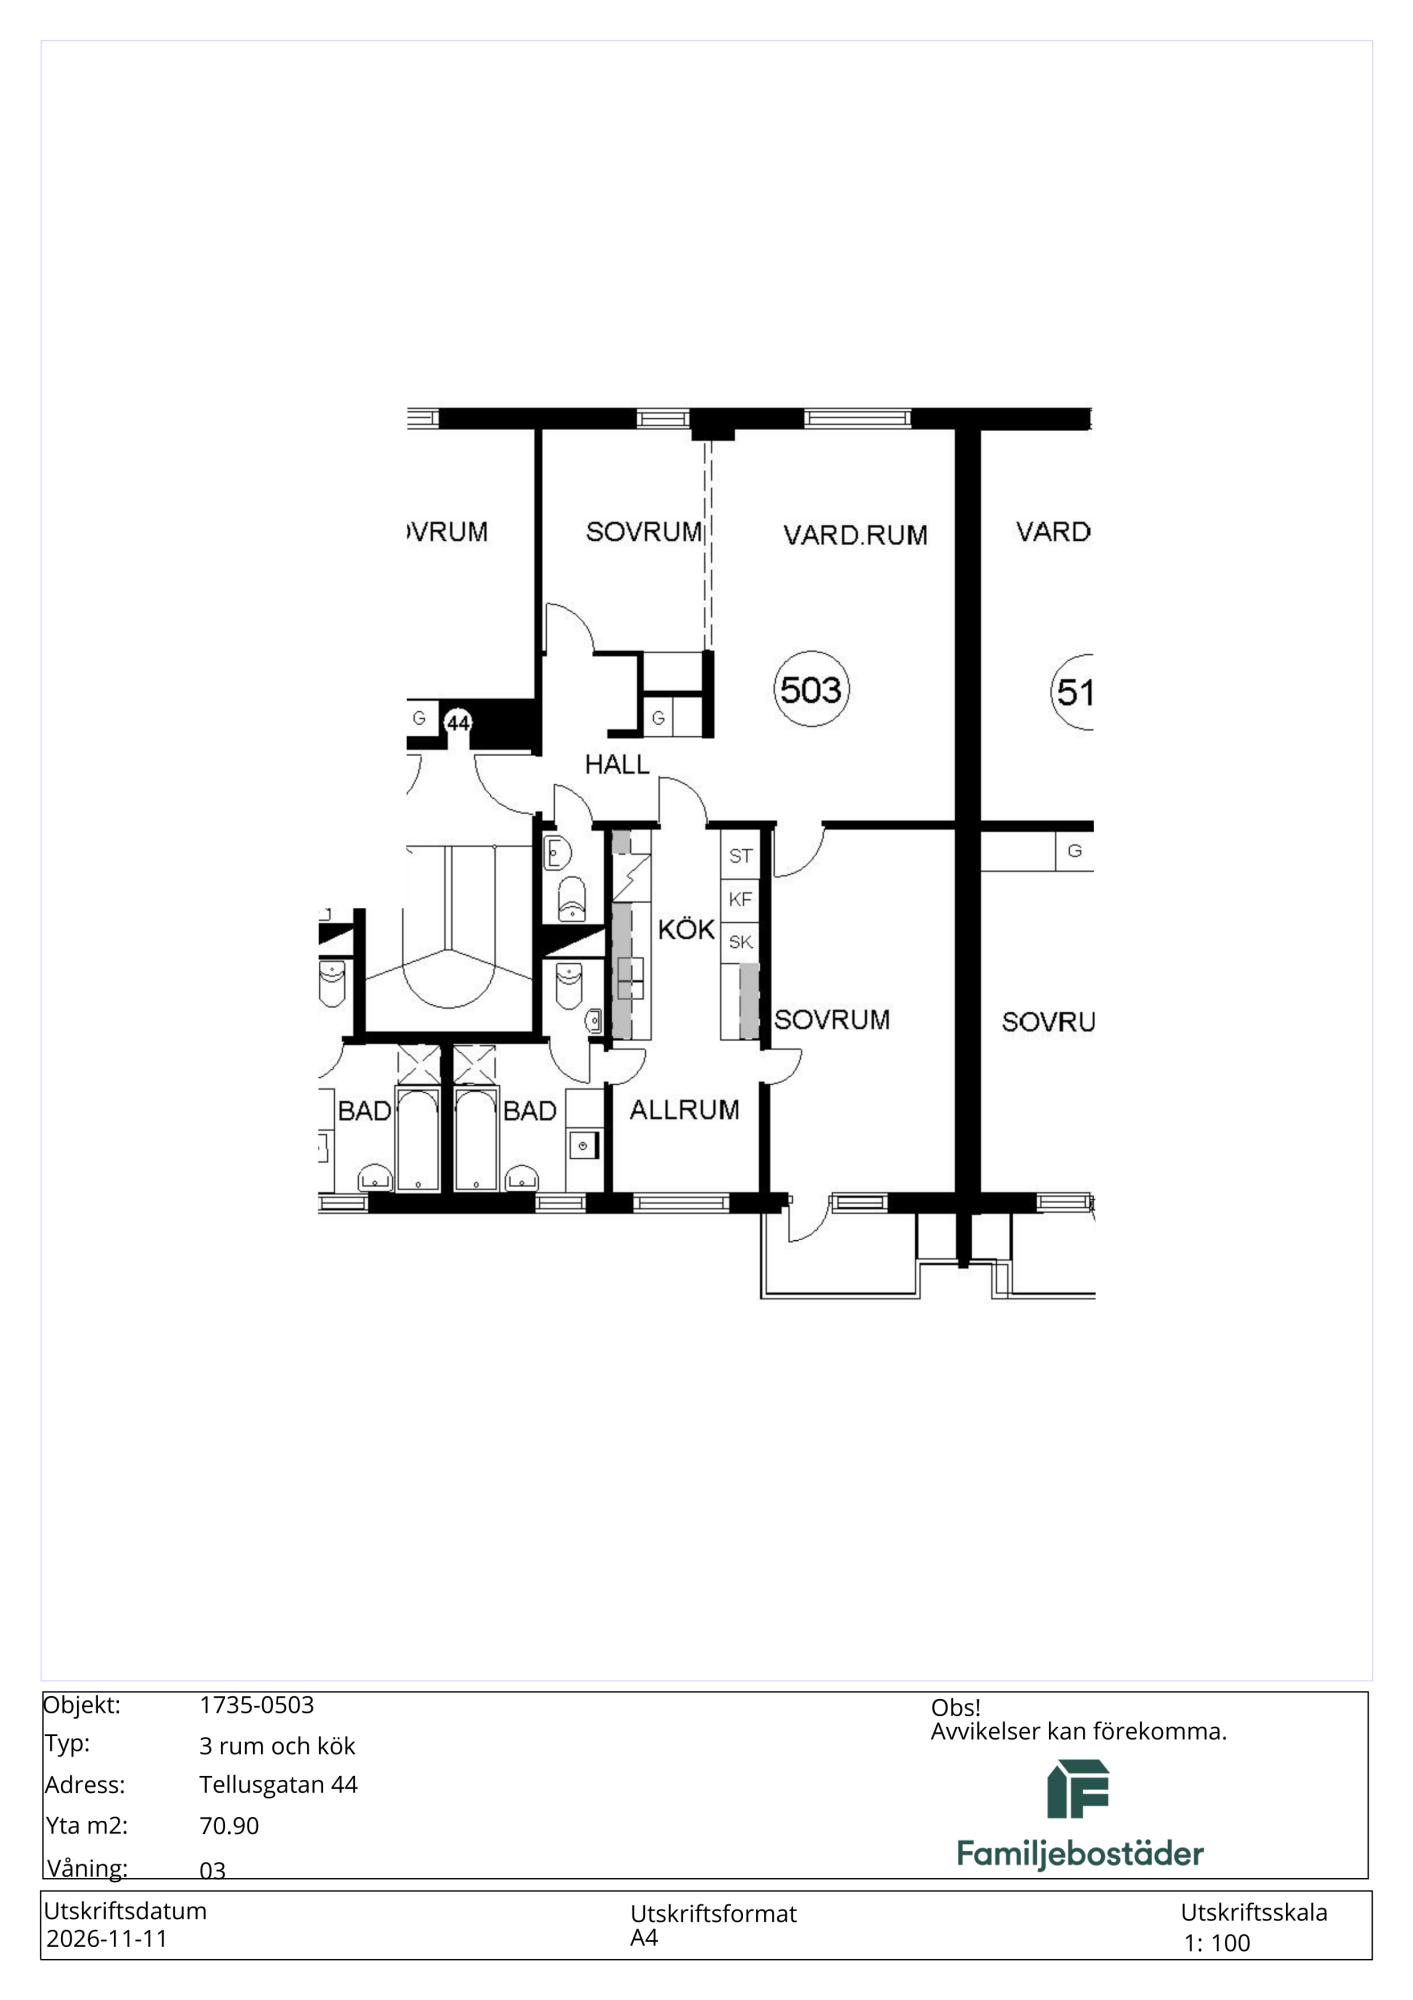 OVRUM
SOVRUM
VARD.RUM
VARD
503
51
G
44
G
HALL
G
ST
KF
SK
KÖK
SOVRUM
SOVRU
BAD
BAD
ALLRUM
Objekt: 1735-0503
Typ: 3 rum och kök
Adress: Tellusgatan 44
Yta m2: 70.90
Våning: 03
Obs!
Avvikelser kan förekomma.
Familjebostäder
Utskriftsdatum
2026-11-11
Utskriftsformat
A4
Utskriftsskala
1: 100